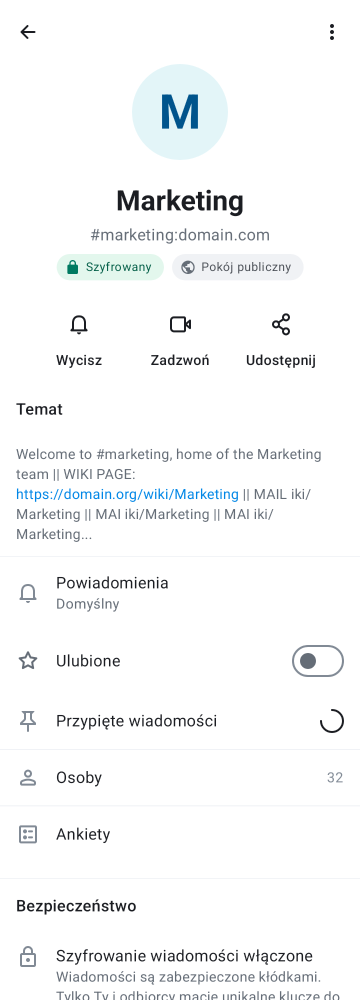 M
Marketing
#marketing:domain.com
Szyfrowany Pokój publiczny
Wycisz Zadzwoń Udostępnij
Temat
Welcome to #marketing, home of the Marketing
team || WIKI PAGE:
https://domain.org/wiki/Marketing || MAIL iki/
Marketing || MAI iki/Marketing || MAI iki/
Marketing...
Powiadomienia
Domyślny
Ulubione
Przypięte wiadomości
Osoby 32
Ankiety
Bezpieczeństwo
Szyfrowanie wiadomości włączone
Wiadomości są zabezpieczone kłódkami.
Tylko Ty i odbiorcy macie unikalne klucze do